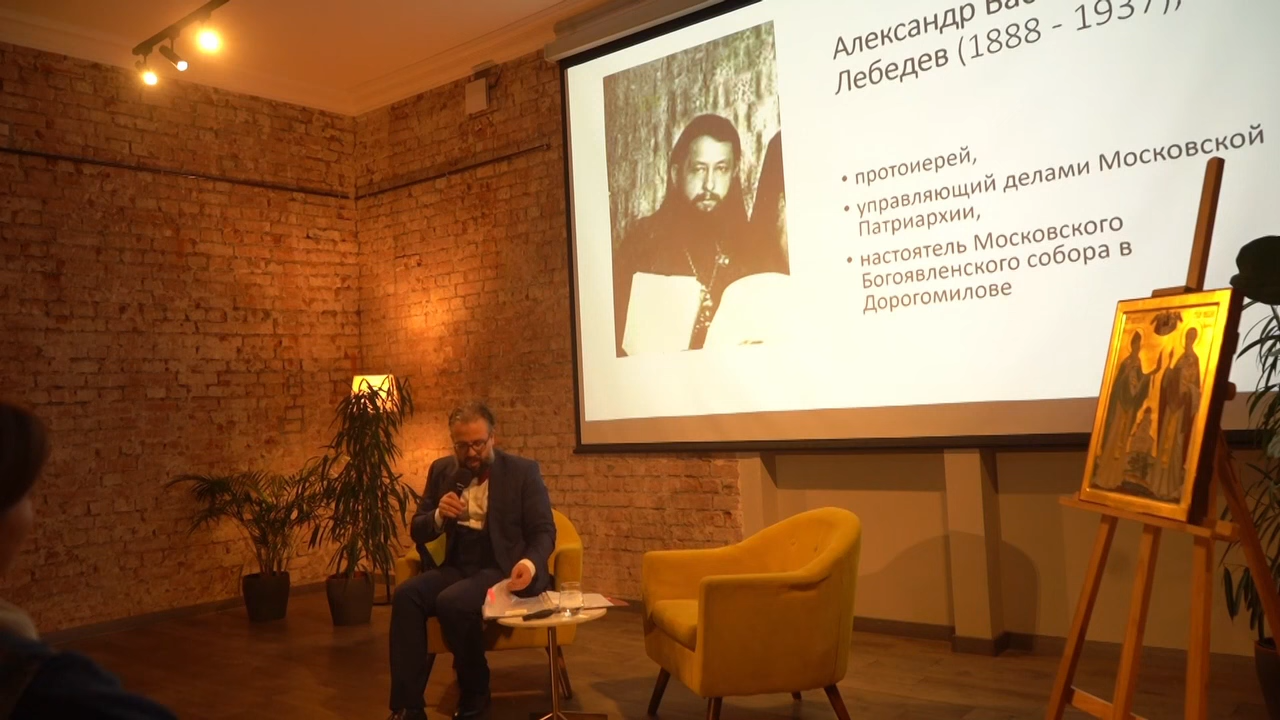 Александр
Лебедев (1888 - 1937),
• протоиерей,
• управляющий делами Московской
Патриархии,
• настоятель Московского
Богоявленского собора в
Дорогомилове